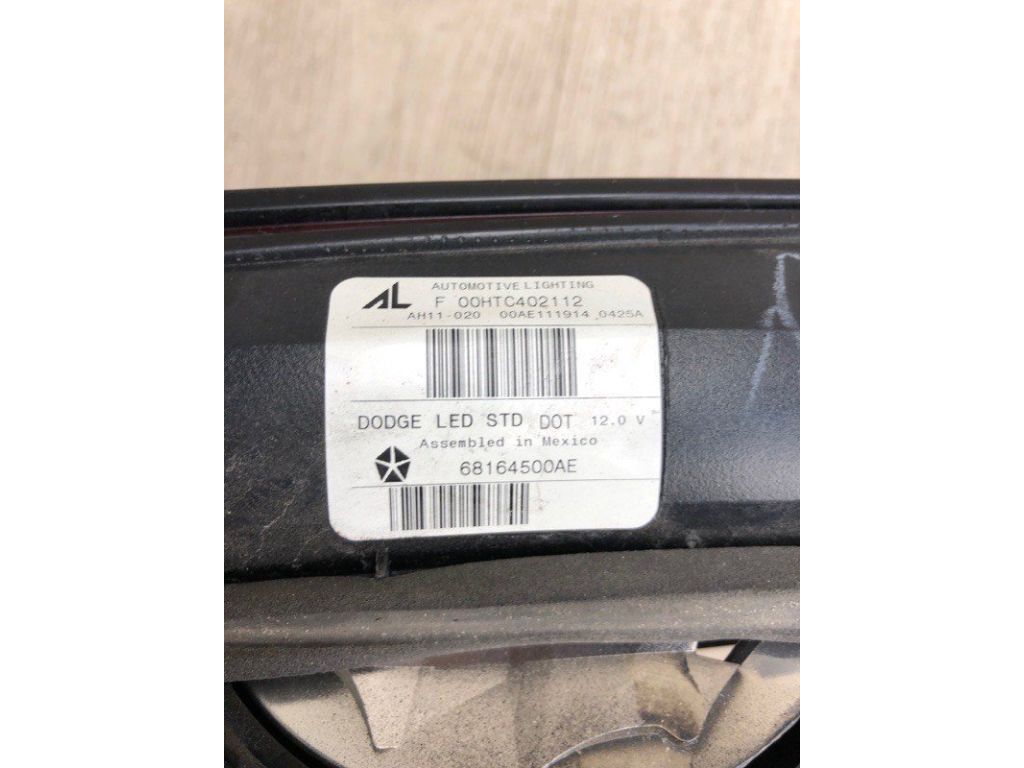 AL AUTOMOTIVE LIGHTING
F 00HTC402112
AH11-020 00AE111914 0425A
DODGE LED STD DOT 12.0 V
Assembled in Mexico
68164500AE